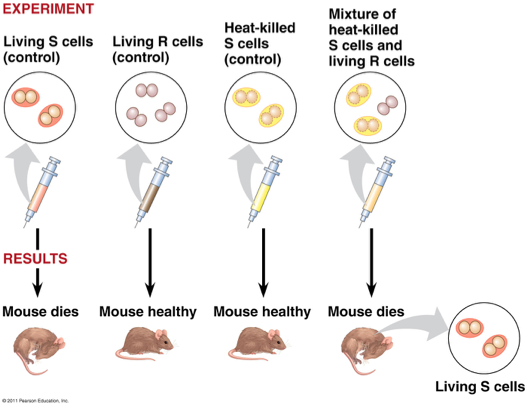 EXPERIMENT
Living S cells
(control)
Living R cells
(control)
Heat-killed
S cells
(control)
Mixture of
heat-killed
S cells and
living R cells
RESULTS
Mouse dies
Mouse healthy
Mouse healthy
Mouse dies
Living S cells
© 2011 Pearson Education, Inc.